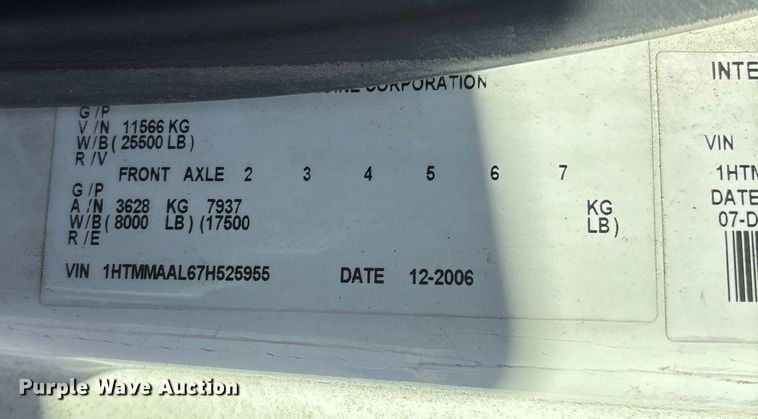 CORPORATION
G/P
V/N 11566 KG
W/B ( 25500 LB )
R/V
FRONT AXLE 2 3 4 5 6 7
G/P
A/N 3628 KG 7937 KG
W/B ( 8000 LB ) (17500 LB )
R/E
VIN 1HTMMAAL67H525955 DATE 12-2006
INTE
VIN
1HTM
DATE
07-D
Purple Wave Auction